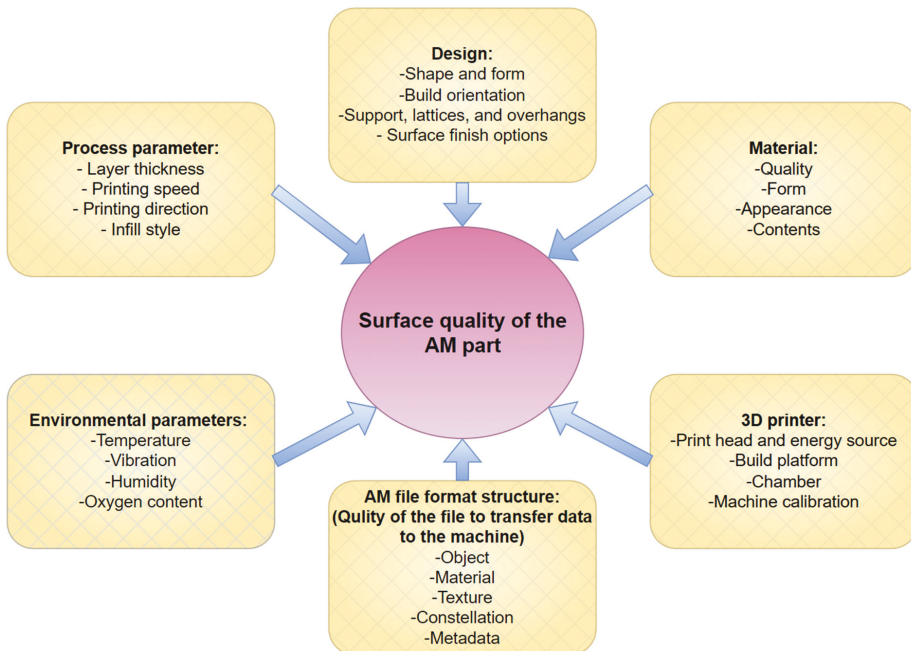 Design:
-Shape and form
-Build orientation
-Support, lattices, and overhangs
- Surface finish options
Process parameter:
- Layer thickness
- Printing speed
- Printing direction
- Infill style
Material:
-Quality
-Form
-Appearance
-Contents
Surface quality of the
AM part
Environmental parameters:
-Temperature
-Vibration
-Humidity
-Oxygen content
3D printer:
-Print head and energy source
-Build platform
-Chamber
-Machine calibration
AM file format structure:
(Qulity of the file to transfer data
to the machine)
-Object
-Material
-Texture
-Constellation
-Metadata